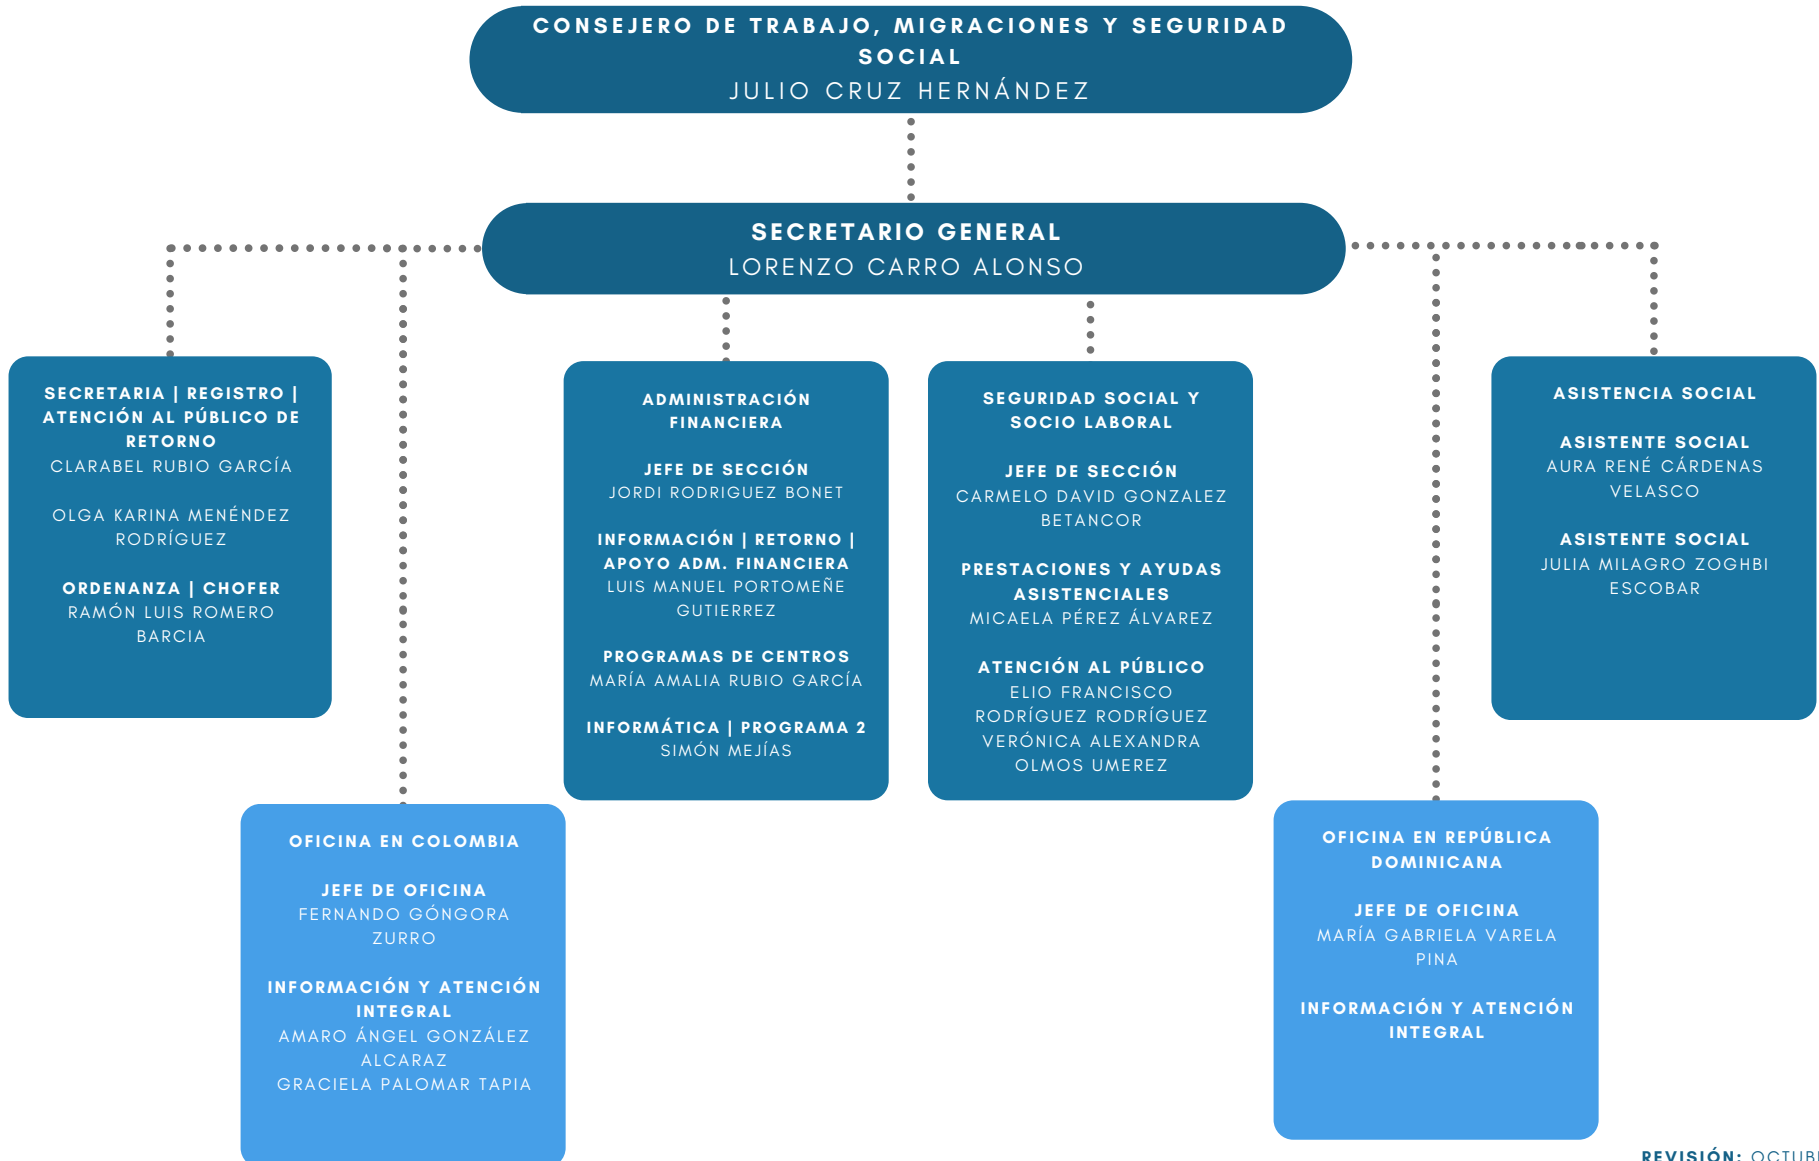 CONSEJERO DE TRABAJO, MIGRACIONES Y SEGURIDAD
SOCIAL
JULIO CRUZ HERNÁNDEZ
SECRETARIO GENERAL
LORENZO CARRO ALONSO
SECRETARIA | REGISTRO |
ATENCIÓN AL PÚBLICO DE
RETORNO
CLARABEL RUBIO GARCÍA
OLGA KARINA MENÉNDEZ
RODRÍGUEZ
ORDENANZA | CHOFER
RAMÓN LUIS ROMERO
BARCIA
ADMINISTRACIÓN
FINANCIERA
JEFE DE SECCIÓN
JORDI RODRIGUEZ BONET
INFORMACIÓN | RETORNO |
APOYO ADM. FINANCIERA
LUIS MANUEL PORTOMEÑE
GUTIERREZ
PROGRAMAS DE CENTROS
MARÍA AMALIA RUBIO GARCÍA
INFORMÁTICA | PROGRAMA 2
SIMÓN MEJÍAS
SEGURIDAD SOCIAL Y
SOCIO LABORAL
JEFE DE SECCIÓN
CARMELO DAVID GONZALEZ
BETANCOR
PRESTACIONES Y AYUDAS
ASISTENCIALES
MICAELA PÉREZ ÁLVAREZ
ATENCIÓN AL PÚBLICO
ELIO FRANCISCO
RODRÍGUEZ RODRÍGUEZ
VERÓNICA ALEXANDRA
OLMOS UMEREZ
ASISTENCIA SOCIAL
ASISTENTE SOCIAL
AURA RENÉ CÁRDENAS
VELASCO
ASISTENTE SOCIAL
JULIA MILAGRO ZOGHBI
ESCOBAR
OFICINA EN COLOMBIA
JEFE DE OFICINA
FERNANDO GÓNGORA
ZURRO
INFORMACIÓN Y ATENCIÓN
INTEGRAL
AMARO ÁNGEL GONZÁLEZ
ALCARAZ
GRACIELA PALOMAR TAPIA
OFICINA EN REPÚBLICA
DOMINICANA
JEFE DE OFICINA
MARÍA GABRIELA VARELA
PINA
INFORMACIÓN Y ATENCIÓN
INTEGRAL
REVISIÓN: